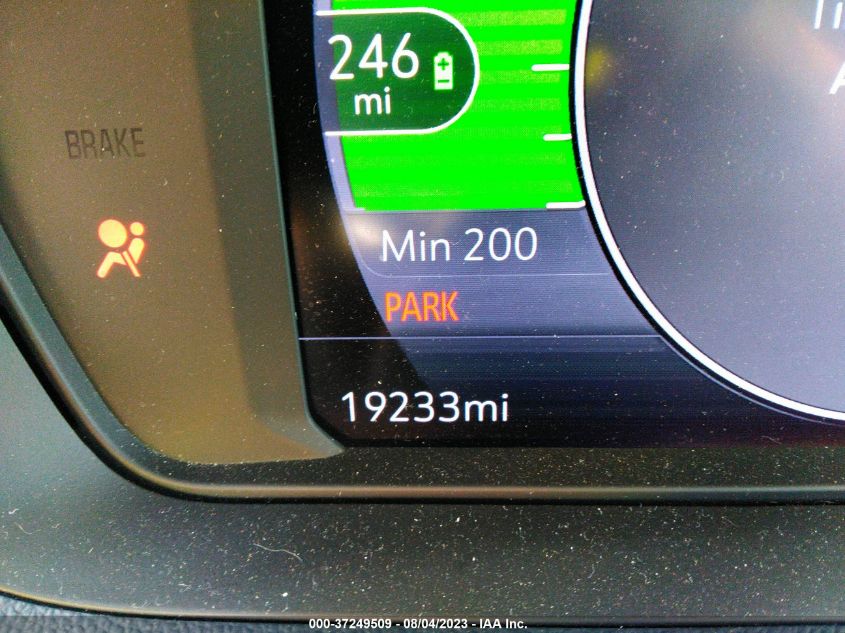 246
mi
BRAKE
Min 200
PARK
19233mi
000-37249509 - 08/04/2023 - IAA Inc.